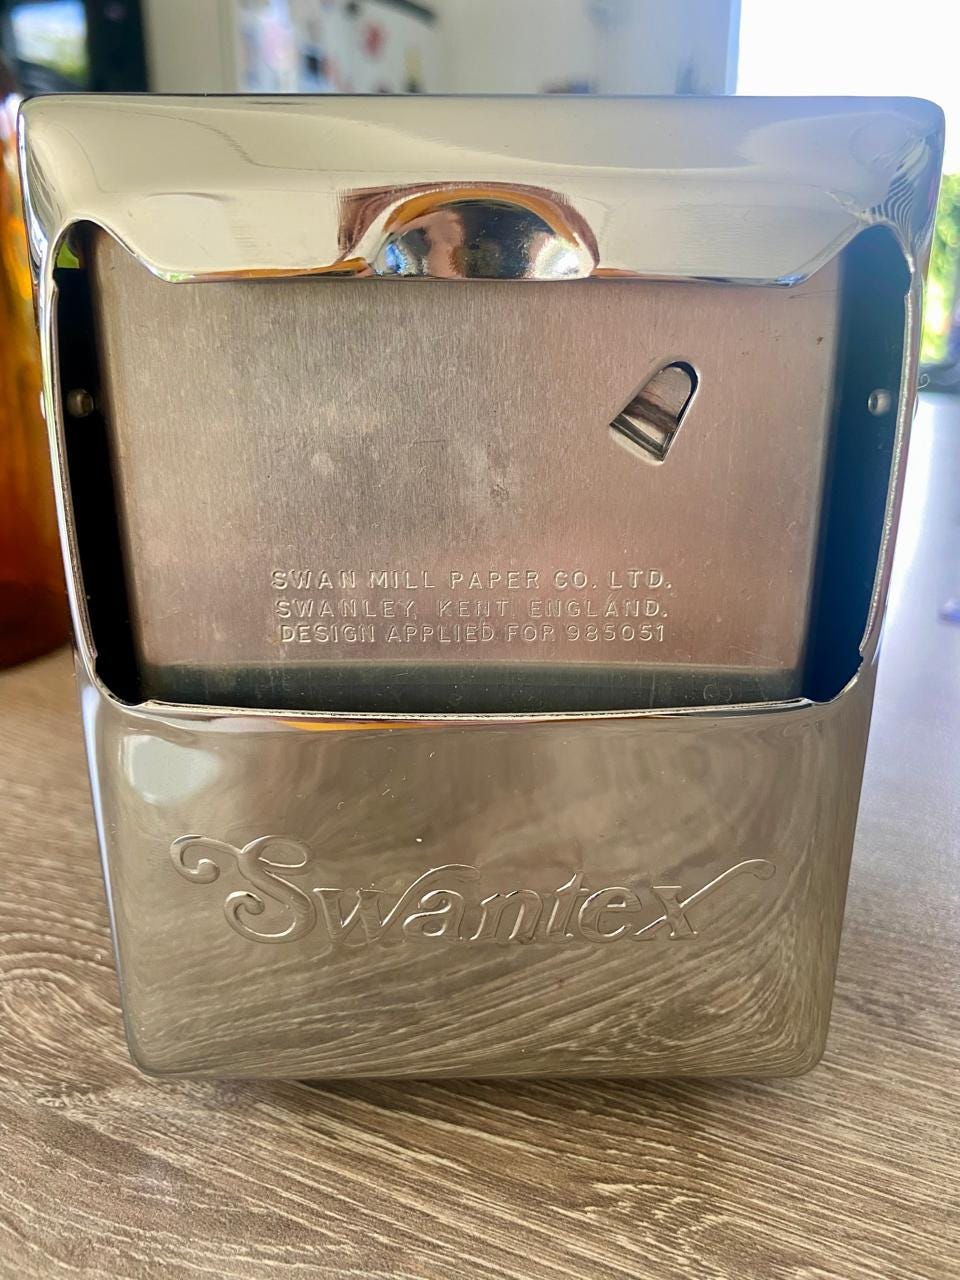 SWAN MILL PAPER CO. LTD.
SWANLEY, KENT, ENGLAND.
DESIGN APPLIED FOR 985051
Swantex